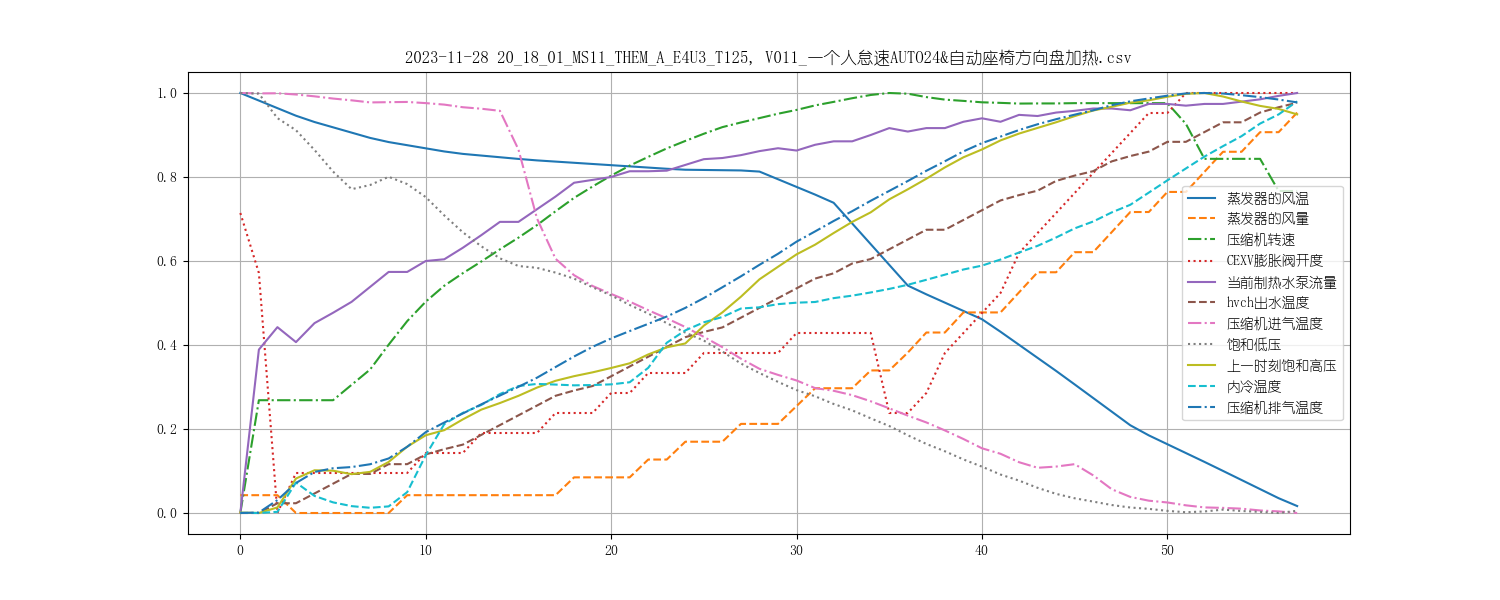 2023-11-28 20_18_01_MS11_THEM_A_E4U3_T125, V011_一个人怠速AUTO24&自动座椅方向盘加热.csv
1.0
0.8
0.6
0.4
0.2
0.0
0 10 20 30 40 50
蒸发器的风温
蒸发器的风量
压缩机转速
CEXV膨胀阀开度
当前制热水泵流量
hvch出水温度
压缩机进气温度
饱和低压
上一时刻饱和高压
内冷温度
压缩机排气温度